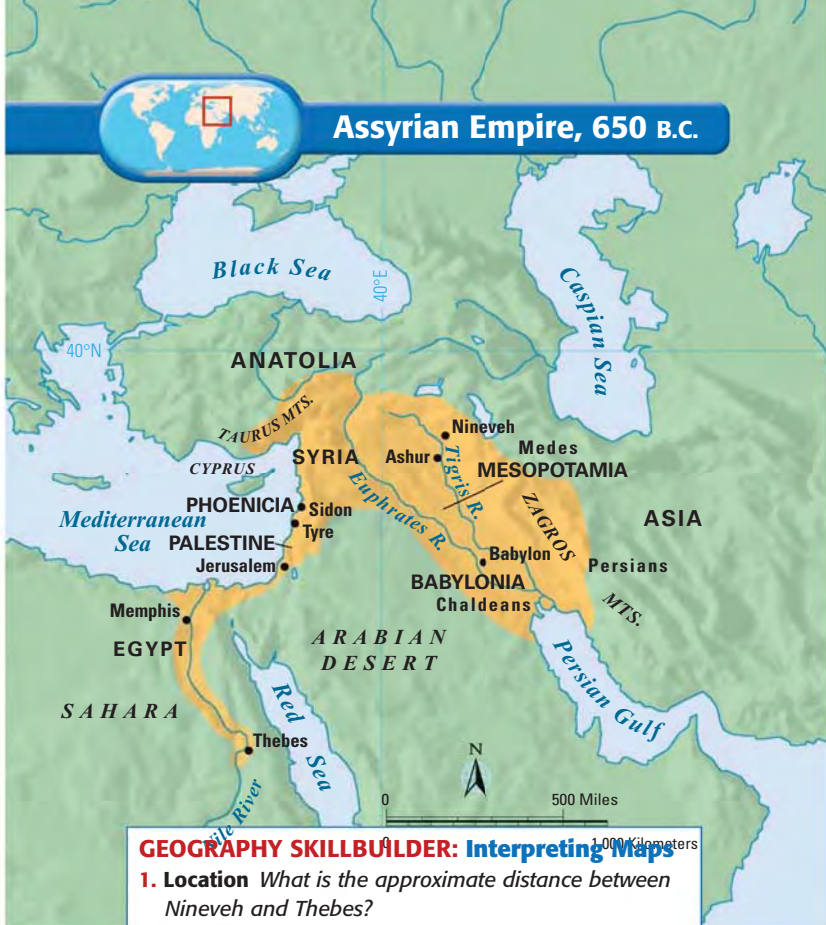 Assyrian Empire, 650 B.C.
Black Sea
40°E
Caspian Sea
40°N
ANATOLIA
TAURUS MTS.
Nineveh
Medes
CYPRUS
SYRIA
Ashur
Tigris R.
MESOPOTAMIA
Euphrates R.
ZAGROS
MTS.
PHOENICIA
Sidon
ASIA
Mediterranean
Sea
Tyre
PALESTINE
Babylon
Persians
Jerusalem
BABYLONIA
Chaldeans
Memphis
EGYPT
ARABIAN
DESERT
Persian Gulf
Red Sea
SAHARA
Thebes
N
Nile River
0
500 Miles
0
1,000 Kilometers
GEOGRAPHY SKILLBUILDER: Interpreting Maps
1. Location What is the approximate distance between
Nineveh and Thebes?